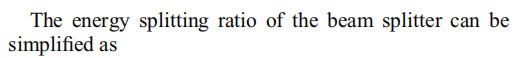 The energy splitting ratio of the beam splitter can be
simplified as